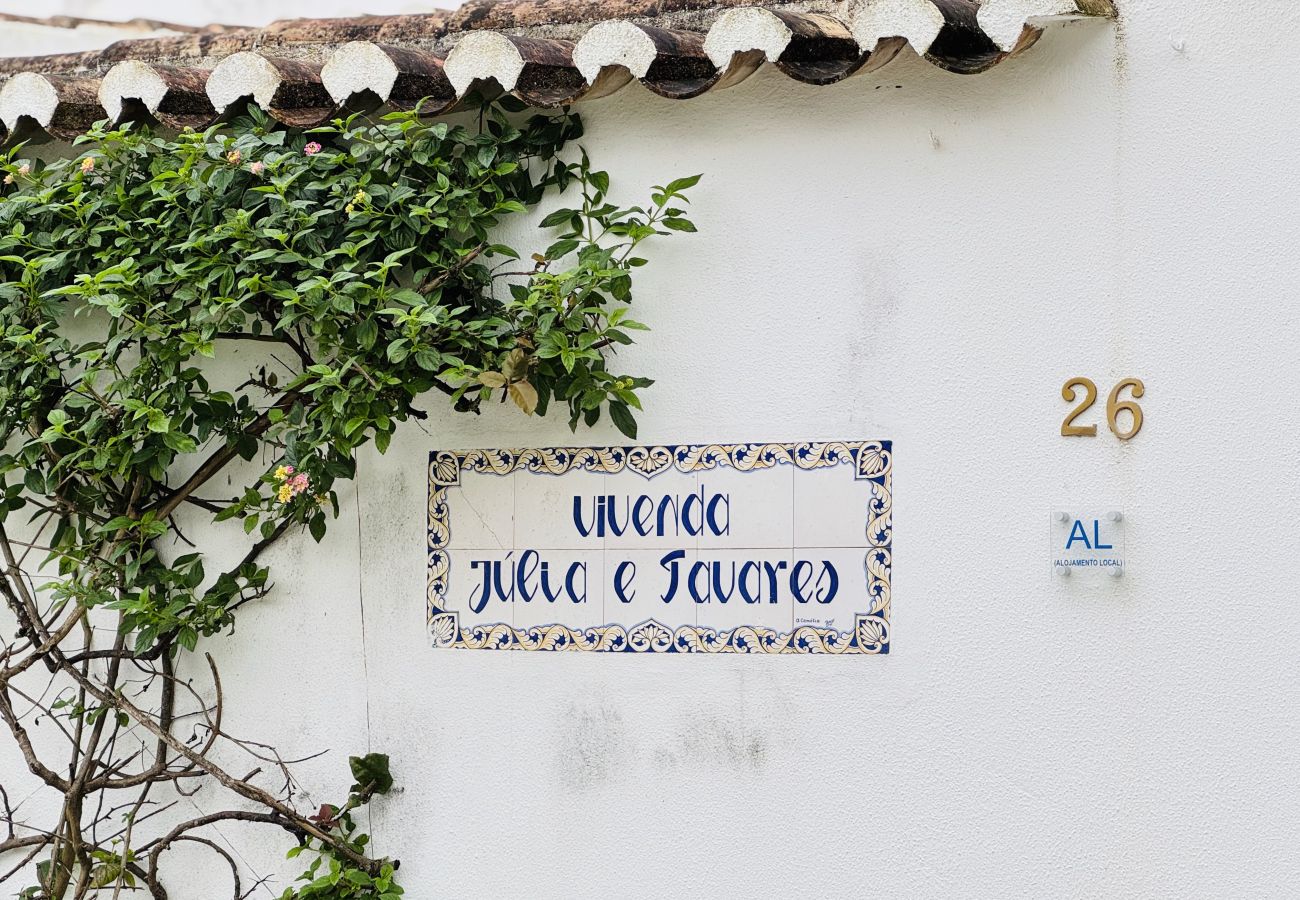 Vivenda
Júlia e Tavares
26
AL
(ALOJAMENTO LOCAL)